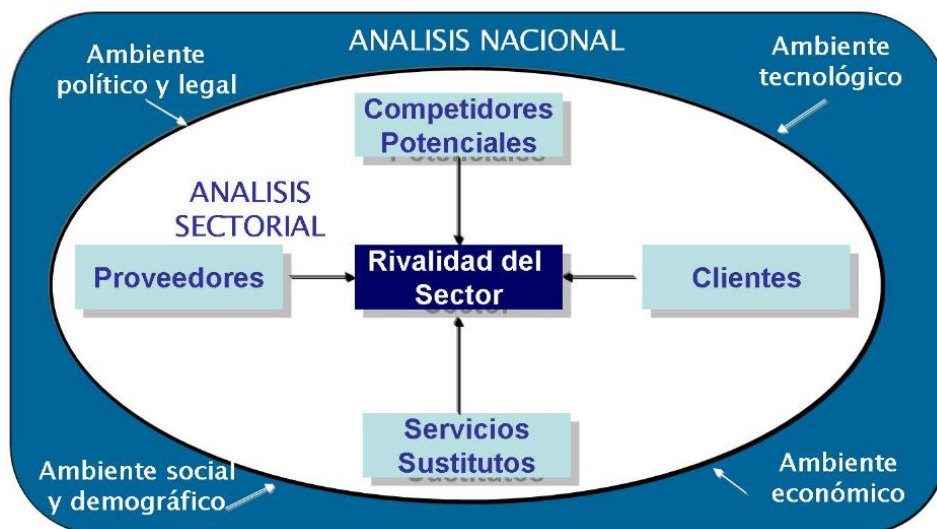 ANALISIS NACIONAL
Ambiente
político y legal
Ambiente
tecnológico
Competidores
Potenciales
ANALISIS
SECTORIAL
Proveedores
Rivalidad del
Sector
Clientes
Servicios
Sustitutos
Ambiente social
y demográfico
Ambiente
económico